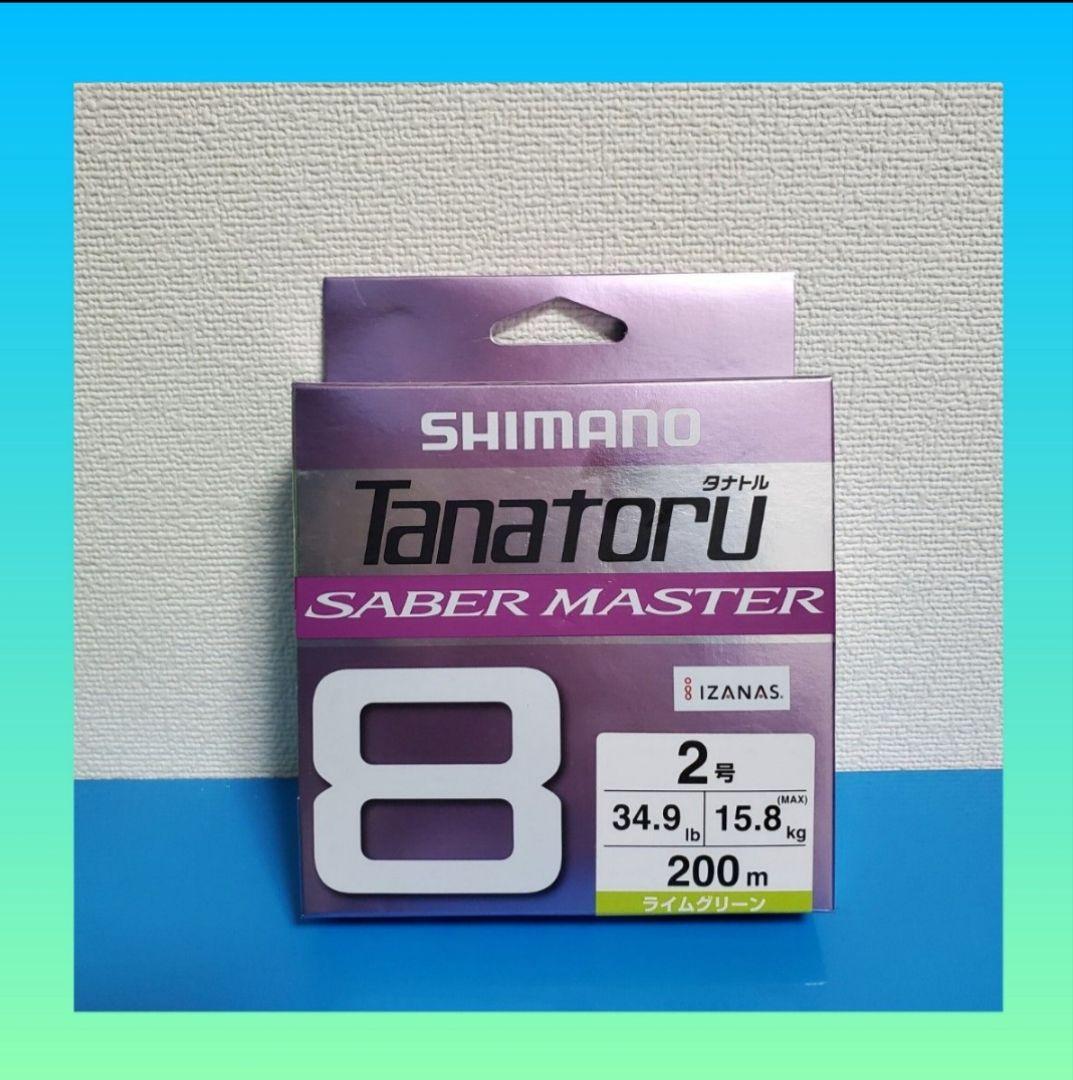 SHIMANO
タナトル
Tanatoru
SABER MASTER
8
IZANAS.
2号
34.9 lb 15.8 kg (MAX)
200 m
ライムグリーン